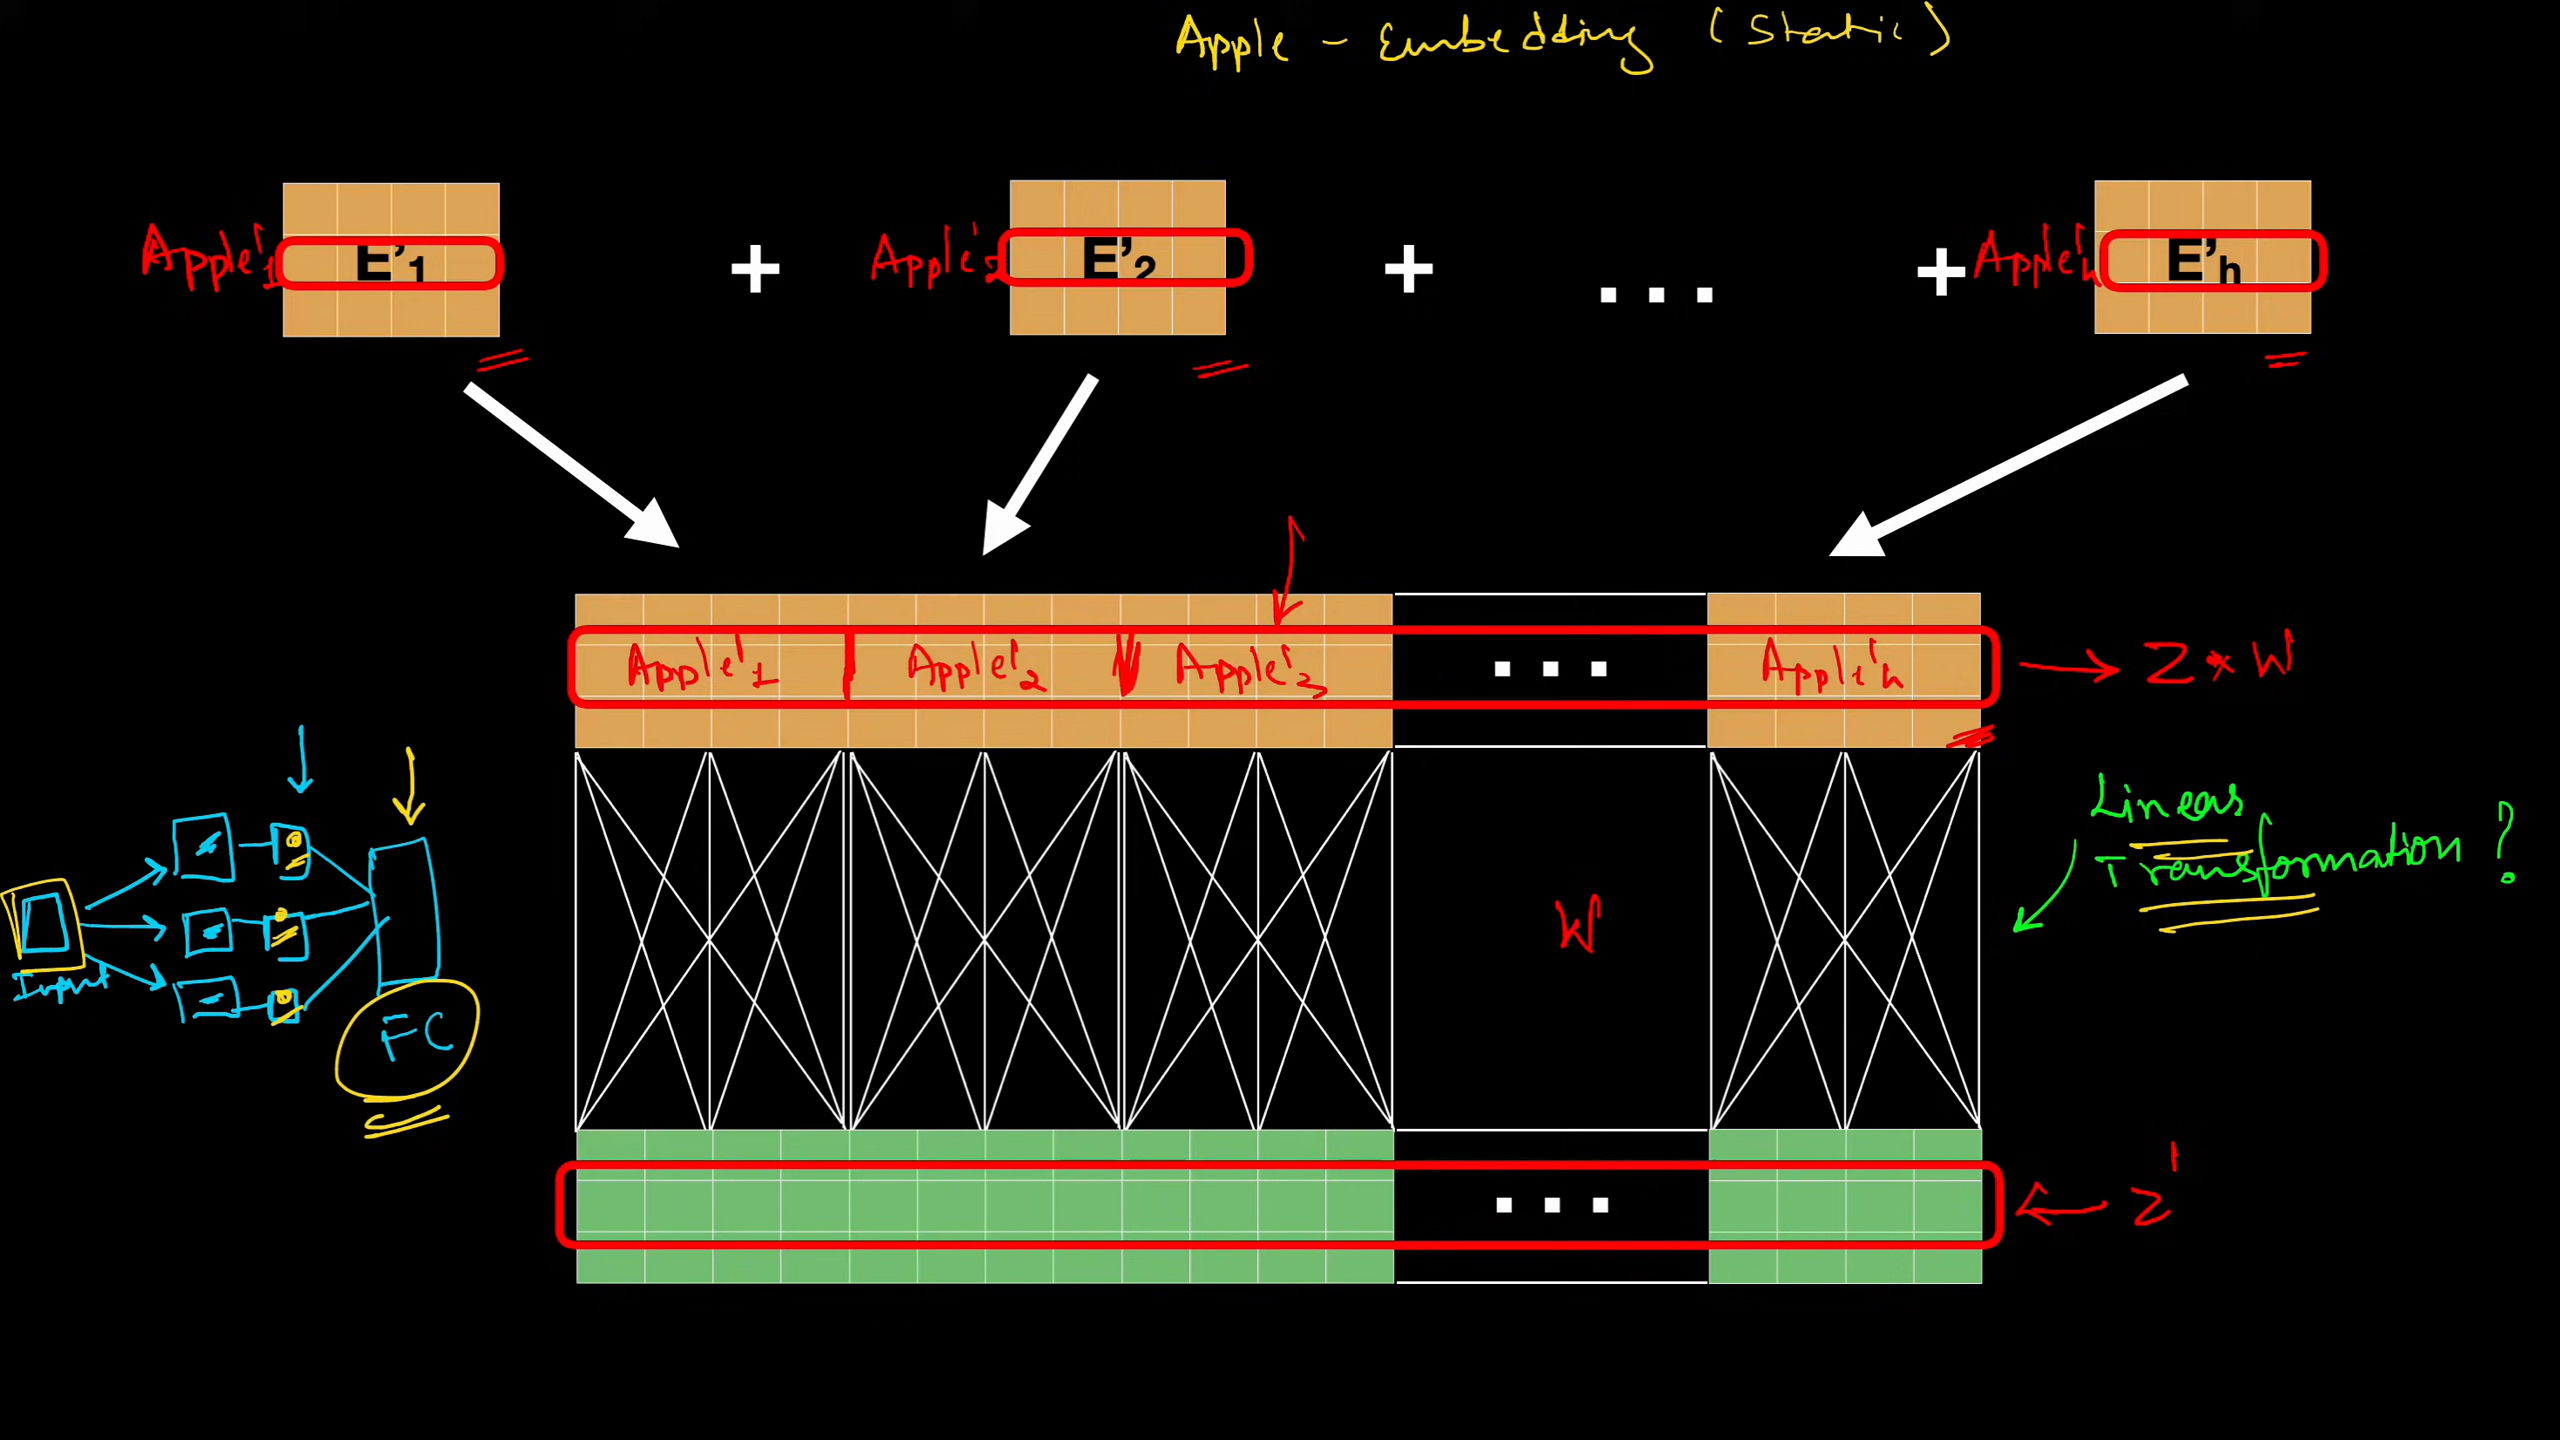 Apple - Embedding (Static)
Apple'1 E'1 + Apple'2 E'2 + ... + Apple'h E'h
Apple'1 Apple'2 Apple'3 ... Apple'h → Z * W
Linear
Transformation ?
W
Input
FC
... ← Z'